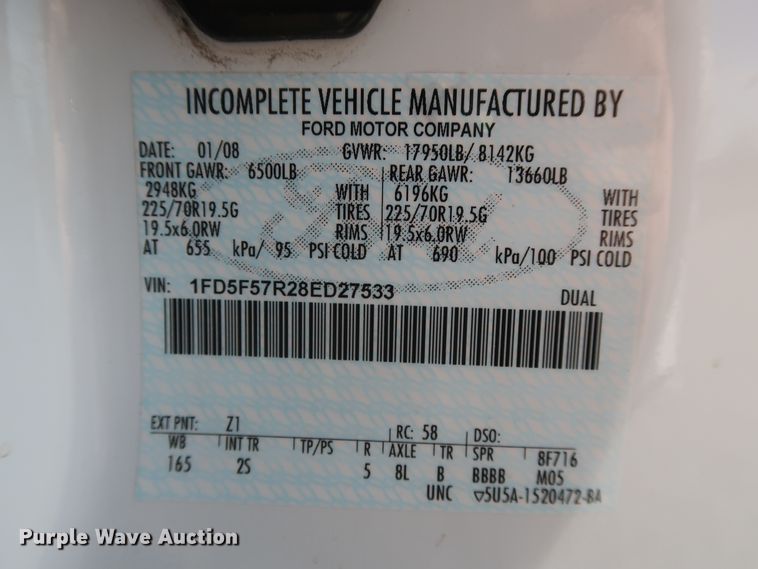 INCOMPLETE VEHICLE MANUFACTURED BY
FORD MOTOR COMPANY
DATE: 01/08 GVWR: 17950LB/ 8142KG
FRONT GAWR: 6500LB REAR GAWR: 13660LB
2948KG WITH 6196KG WITH
225/70R19.5G TIRES 225/70R19.5G TIRES
19.5x6.0RW RIMS 19.5x6.0RW RIMS
AT 655 kPa/ 95 PSI COLD AT 690 kPa/100 PSI COLD
VIN: 1FD5F57R28ED27533 DUAL
EXT PNT: Z1 RC: 58 DSO:
WB INT TR TP/PS R AXLE TR SPR 8F716
165 2S 5 8L B BBBB M05
UNC ▽5U5A-1520472-BA
Purple Wave Auction